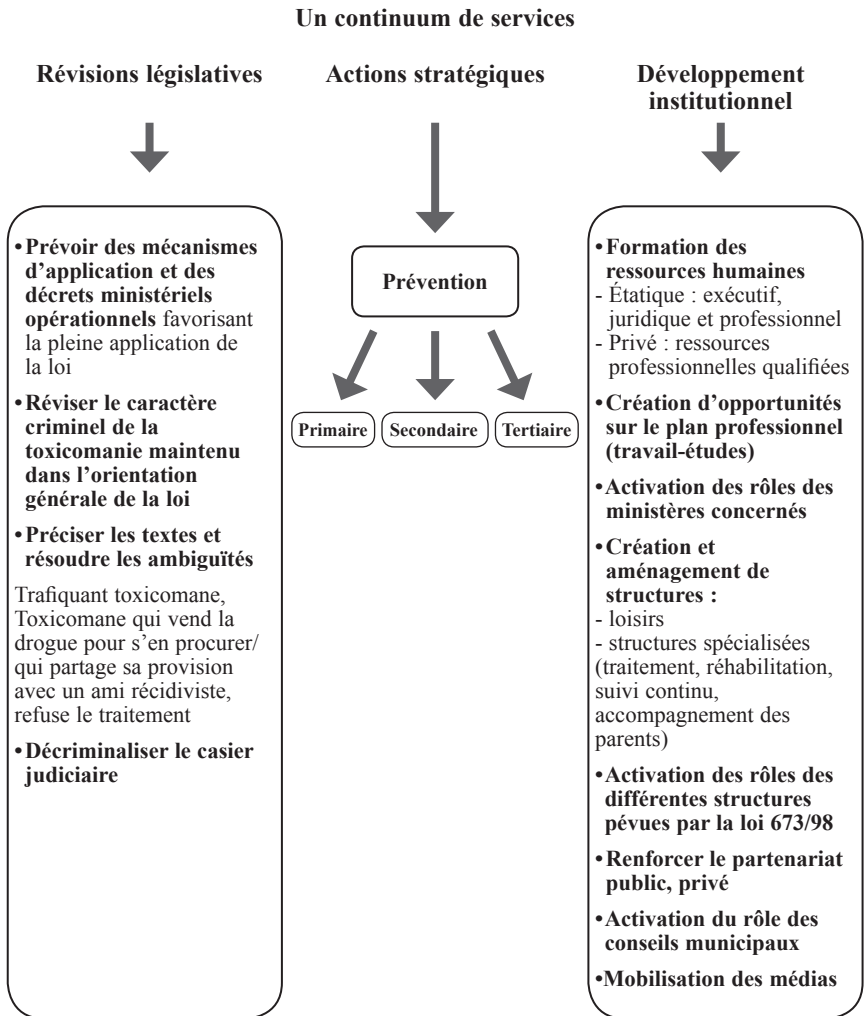 Un continuum de services
Révisions législatives
Actions stratégiques
Développement
institutionnel
• Prévoir des mécanismes
d’application et des
décrets ministériels
opérationnels favorisant
la pleine application de
la loi
• Réviser le caractère
criminel de la
toxicomanie maintenu
dans l’orientation
générale de la loi
• Préciser les textes et
résoudre les ambiguïtés
Trafiquant toxicomane,
Toxicomane qui vend la
drogue pour s’en procurer/
qui partage sa provision
avec un ami récidiviste,
refuse le traitement
• Décriminaliser le casier
judiciaire
Prévention
Primaire
Secondaire
Tertiaire
• Formation des
ressources humaines
- Étatique : exécutif,
juridique et professionnel
- Privé : ressources
professionnelles qualifiées
• Création d’opportunités
sur le plan professionnel
(travail-études)
• Activation des rôles des
ministères concernés
• Création et
aménagement de
structures :
- loisirs
- structures spécialisées
(traitement, réhabilitation,
suivi continu,
accompagnement des
parents)
• Activation des rôles des
différentes structures
pévues par la loi 673/98
• Renforcer le partenariat
public, privé
• Activation du rôle des
conseils municipaux
• Mobilisation des médias